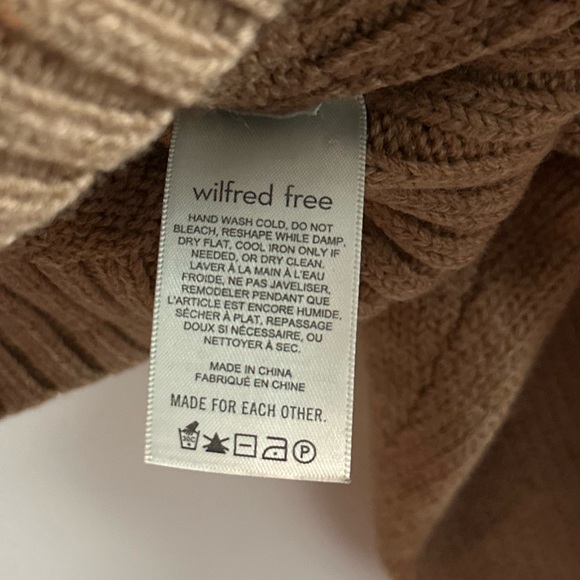 wilfred free
HAND WASH COLD, DO NOT
BLEACH, RESHAPE WHILE DAMP.
DRY FLAT, COOL IRON ONLY IF
NEEDED, OR DRY CLEAN.
LAVER À LA MAIN À L'EAU
FROIDE, NE PAS JAVELISER,
REMODELER PENDANT QUE
L'ARTICLE EST ENCORE HUMIDE.
SÉCHER À PLAT, REPASSAGE
DOUX SI NÉCESSAIRE, OU
NETTOYER À SEC.
MADE IN CHINA
FABRIQUÉ EN CHINE
MADE FOR EACH OTHER.
30C P